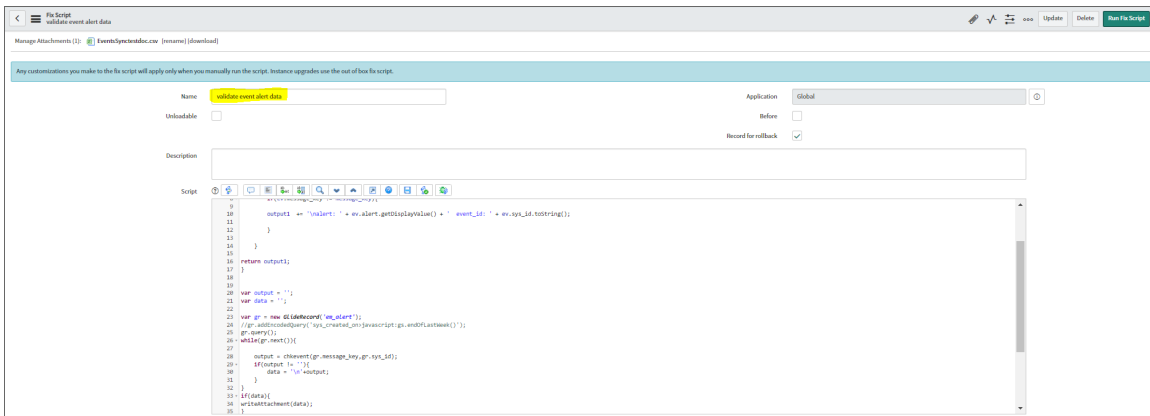 Fix Script
validate event alert data
Update
Delete
Run Fix Script
Manage Attachments (1): EventsSynctestdoc.csv [rename] [download]
Any customizations you make to the fix script will apply only when you manually run the script. Instance upgrades use the out of box fix script.
Name validate event alert data
Application Global
Unloadable
Before
Record for rollback
Description
Script
9
10 output1 += '\nalert: ' + ev.alert.getDisplayValue() + '  event_id: ' + ev.sys_id.toString();
11
12 }
13
14 }
15
16 return output1;
17 }
18
19
20 var output = '';
21 var data = '';
22
23 var gr = new GlideRecord('em_alert');
24 //gr.addEncodedQuery('sys_created_on>javascript:gs.endOfLastWeek()');
25 gr.query();
26 while(gr.next()){
27
28 output = chkevent(gr.message_key,gr.sys_id);
29 if(output != ''){
30 data = '\n'+output;
31 }
32 }
33 if(data){
34 writeAttachment(data);
35 }